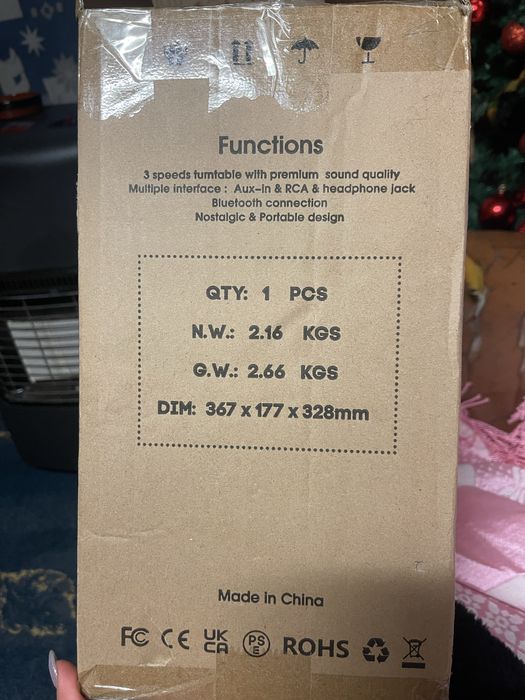 Functions
3 speeds turntable with premium sound quality
Multiple interface : Aux-in & RCA & headphone jack
Bluetooth connection
Nostalgic & Portable design
QTY: 1 PCS
N.W.: 2.16 KGS
G.W.: 2.66 KGS
DIM: 367 x 177 x 328mm
Made in China
FC CE UK CA PS E ROHS